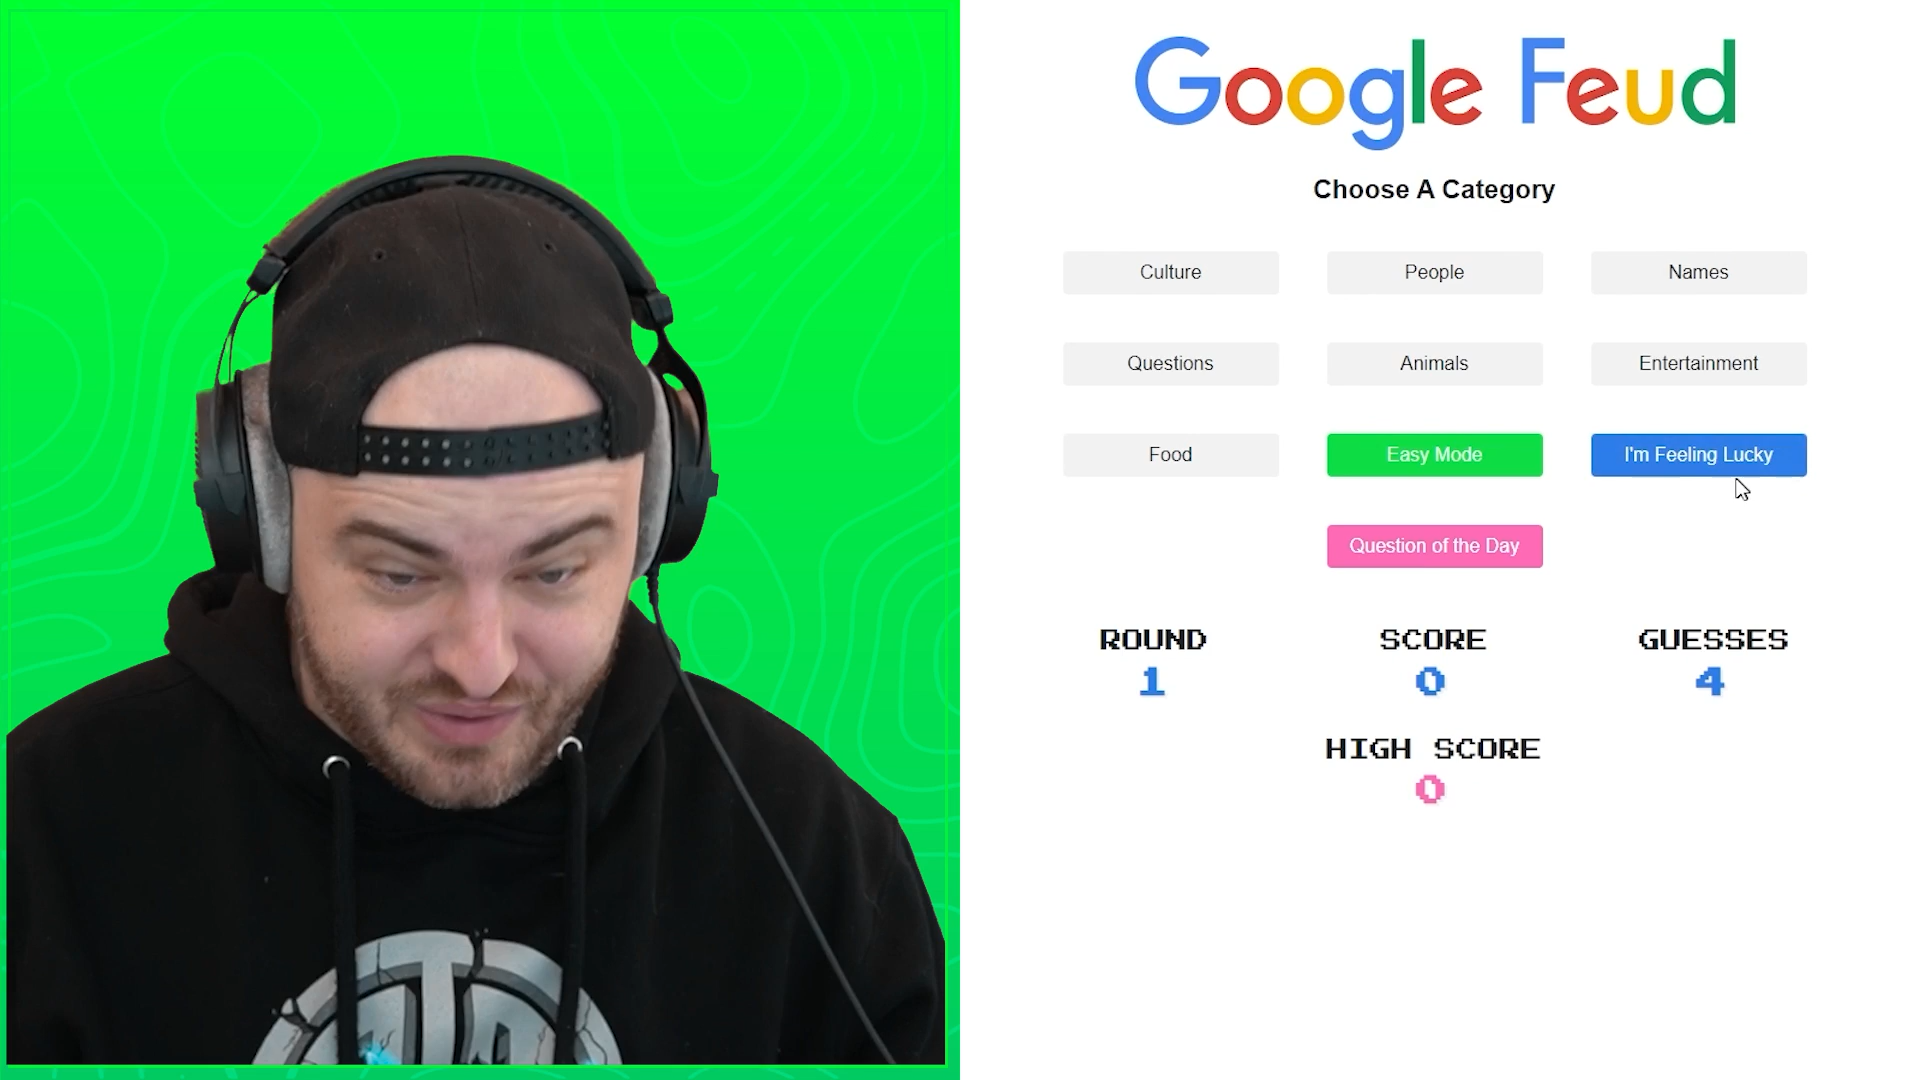 Google Feud
Choose A Category
Culture
People
Names
Questions
Animals
Entertainment
Food
Easy Mode
I'm Feeling Lucky
Question of the Day
ROUND
SCORE
GUESSES
1
0
4
HIGH SCORE
0